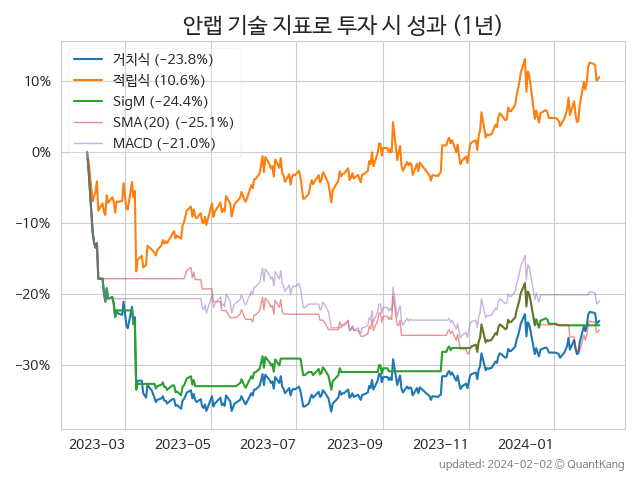 안랩 기술 지표로 투자 시 성과 (1년)
거치식 (−23.8%)
적립식 (10.6%)
SigM (−24.4%)
SMA(20) (−25.1%)
MACD (−21.0%)
10%
0%
−10%
−20%
−30%
2023-03 2023-05 2023-07 2023-09 2023-11 2024-01
updated: 2024-02-02 ⓒ QuantKang